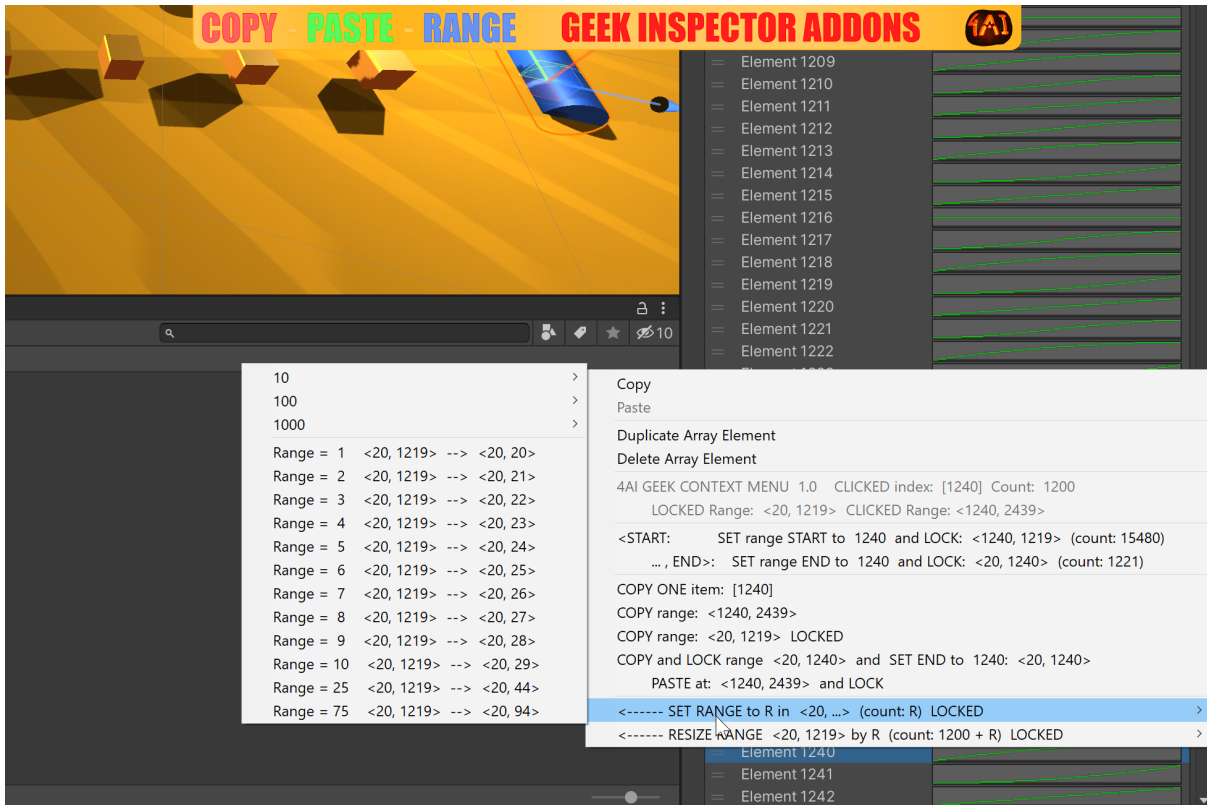 COPY - PASTE - RANGE GEEK INSPECTOR ADDONS 4AI
Element 1209
Element 1210
Element 1211
Element 1212
Element 1213
Element 1214
Element 1215
Element 1216
Element 1217
Element 1218
Element 1219
Element 1220
Element 1221
Element 1222
10
10
100
1000
Range = 1 <20, 1219> --> <20, 20>
Range = 2 <20, 1219> --> <20, 21>
Range = 3 <20, 1219> --> <20, 22>
Range = 4 <20, 1219> --> <20, 23>
Range = 5 <20, 1219> --> <20, 24>
Range = 6 <20, 1219> --> <20, 25>
Range = 7 <20, 1219> --> <20, 26>
Range = 8 <20, 1219> --> <20, 27>
Range = 9 <20, 1219> --> <20, 28>
Range = 10 <20, 1219> --> <20, 29>
Range = 25 <20, 1219> --> <20, 44>
Range = 75 <20, 1219> --> <20, 94>
Copy
Paste
Duplicate Array Element
Delete Array Element
4AI GEEK CONTEXT MENU 1.0 CLICKED index: [1240] Count: 1200
LOCKED Range: <20, 1219> CLICKED Range: <1240, 2439>
<START: SET range START to 1240 and LOCK: <1240, 1219> (count: 15480)
... , END>: SET range END to 1240 and LOCK: <20, 1240> (count: 1221)
COPY ONE item: [1240]
COPY range: <1240, 2439>
COPY range: <20, 1219> LOCKED
COPY and LOCK range <20, 1240> and SET END to 1240: <20, 1240>
PASTE at: <1240, 2439> and LOCK
<------ SET RANGE to R in <20, ...> (count: R) LOCKED
<------ RESIZE RANGE <20, 1219> by R (count: 1200 + R) LOCKED
Element 1240
Element 1241
Element 1242